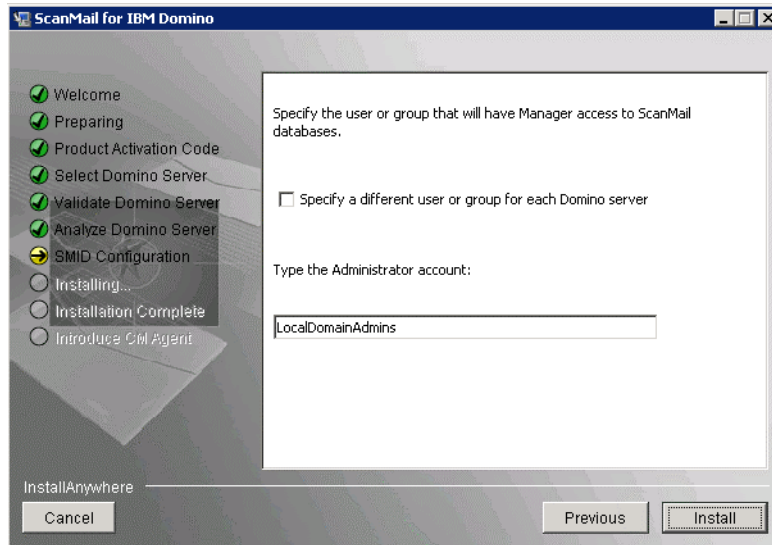 ScanMail for IBM Domino
Welcome
Preparing
Product Activation Code
Select Domino Server
Validate Domino Server
Analyze Domino Server
SMID Configuration
Installing...
Installation Complete
Introduce CM Agent
Specify the user or group that will have Manager access to ScanMail
databases.
Specify a different user or group for each Domino server
Type the Administrator account:
LocalDomainAdmins
InstallAnywhere
Cancel
Previous
Install